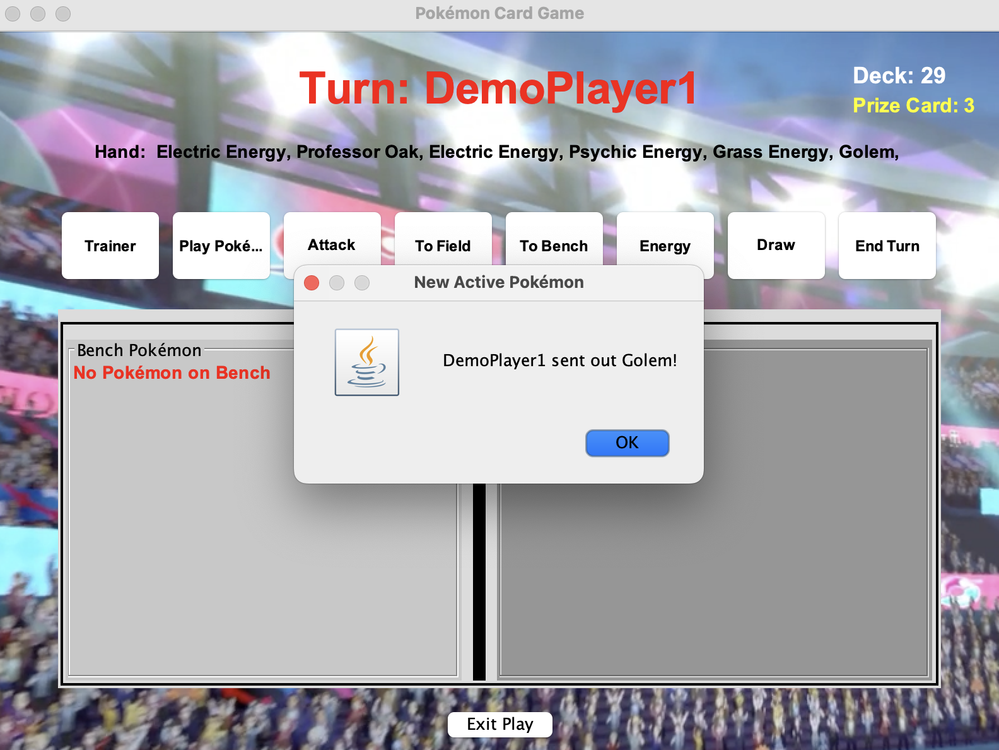 Pokémon Card Game
Turn: DemoPlayer1
Deck: 29
Prize Card: 3
Hand: Electric Energy, Professor Oak, Electric Energy, Psychic Energy, Grass Energy, Golem,
Trainer
Play Poké...
Attack
To Field
To Bench
Energy
Draw
End Turn
New Active Pokémon
DemoPlayer1 sent out Golem!
OK
Bench Pokémon
No Pokémon on Bench
Exit Play